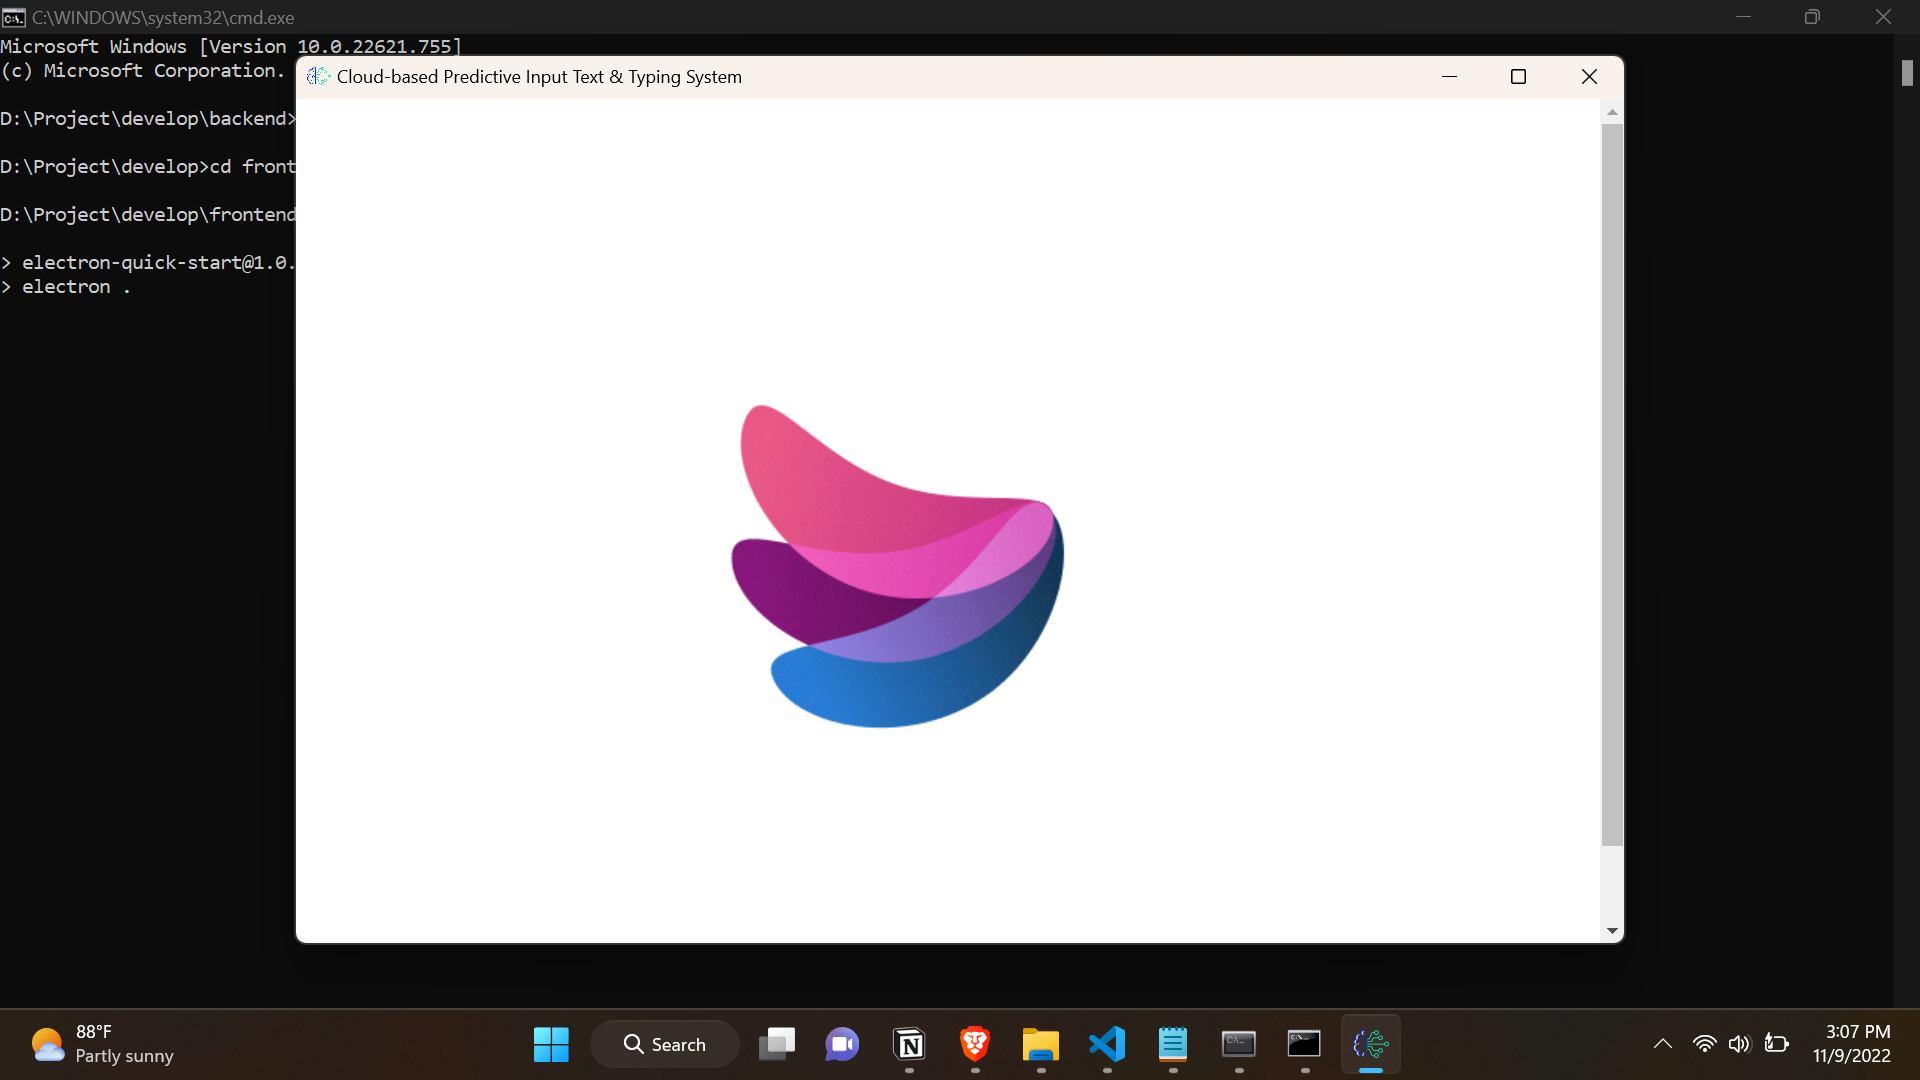 C:\WINDOWS\system32\cmd.exe
Microsoft Windows [Version 10.0.22621.755]
(c) Microsoft Corporation.
Cloud-based Predictive Input Text & Typing System
D:\Project\develop\backend>
D:\Project\develop>cd front
D:\Project\develop\frontend
> electron-quick-start@1.0.
> electron .
88°F
Partly sunny
Search
3:07 PM
11/9/2022